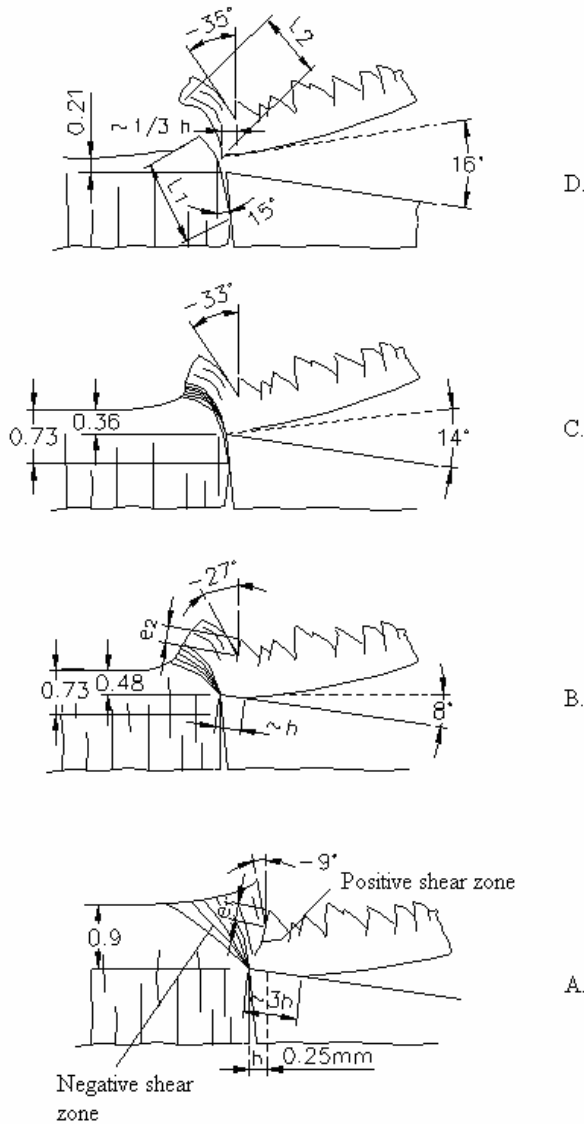 -35°
L2
0.21
~ 1/3 h
16°
D.
L1
15°
-33°
0.36
0.73
14°
C.
-27°
e2
0.48
0.73
8°
B.
~ h
-9°
Positive shear zone
e1
0.9
A.
~ 3h
h 0.25mm
Negative shear
zone